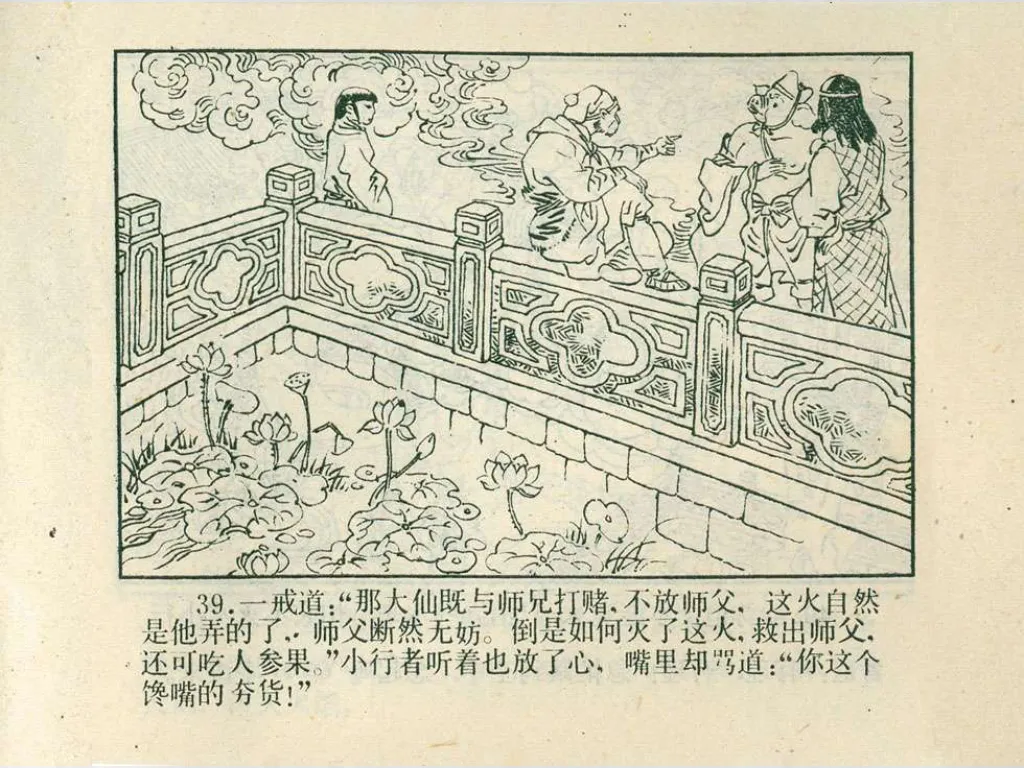 39.一戒道:“那大仙既与师兄打赌,不放师父,这火自然
是他弄的了,.师父断然无妨。倒是如何灭了这火,救出师父,
还可吃人参果。”小行者听着也放了心,嘴里却骂道:“你这个
馋嘴的夯货!”